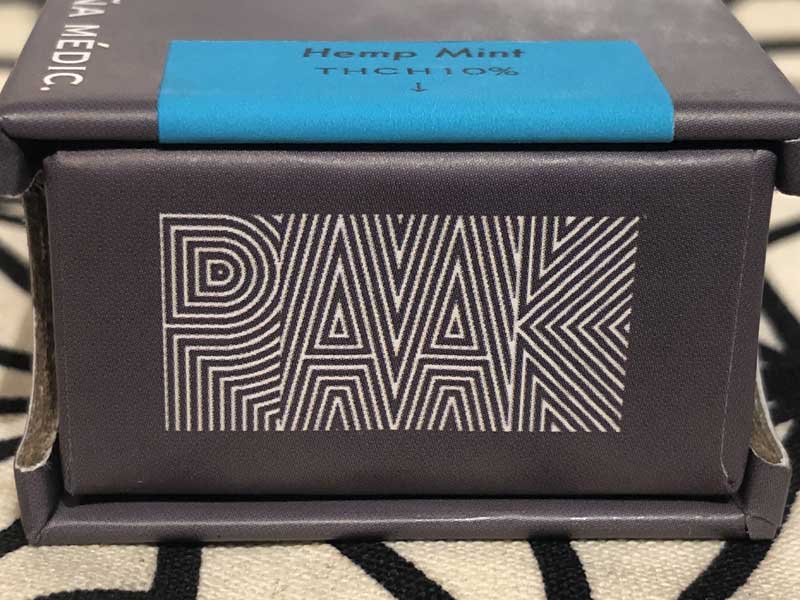 NA MÉDIC.
Hemp Mint
THCH10%
↓
PAAK